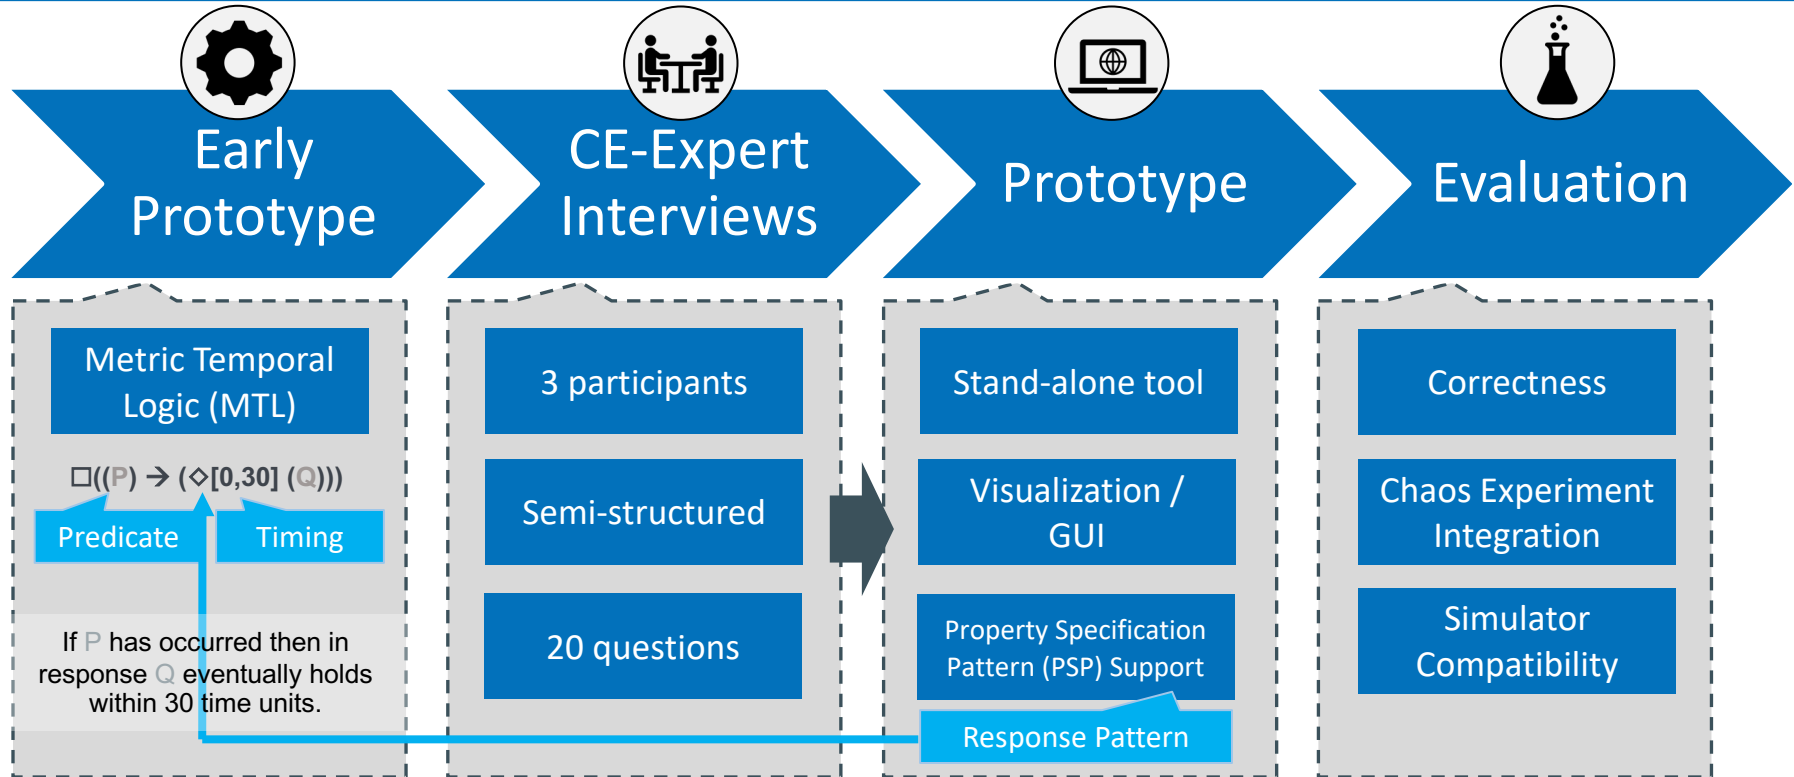 Early
Prototype
CE-Expert
Interviews
Prototype
Evaluation
Metric Temporal
Logic (MTL)
□((P) → (◇[0,30] (Q)))
Predicate
Timing
If P has occurred then in
response Q eventually holds
within 30 time units.
3 participants
Semi-structured
20 questions
Stand-alone tool
Visualization /
GUI
Property Specification
Pattern (PSP) Support
Response Pattern
Correctness
Chaos Experiment
Integration
Simulator
Compatibility